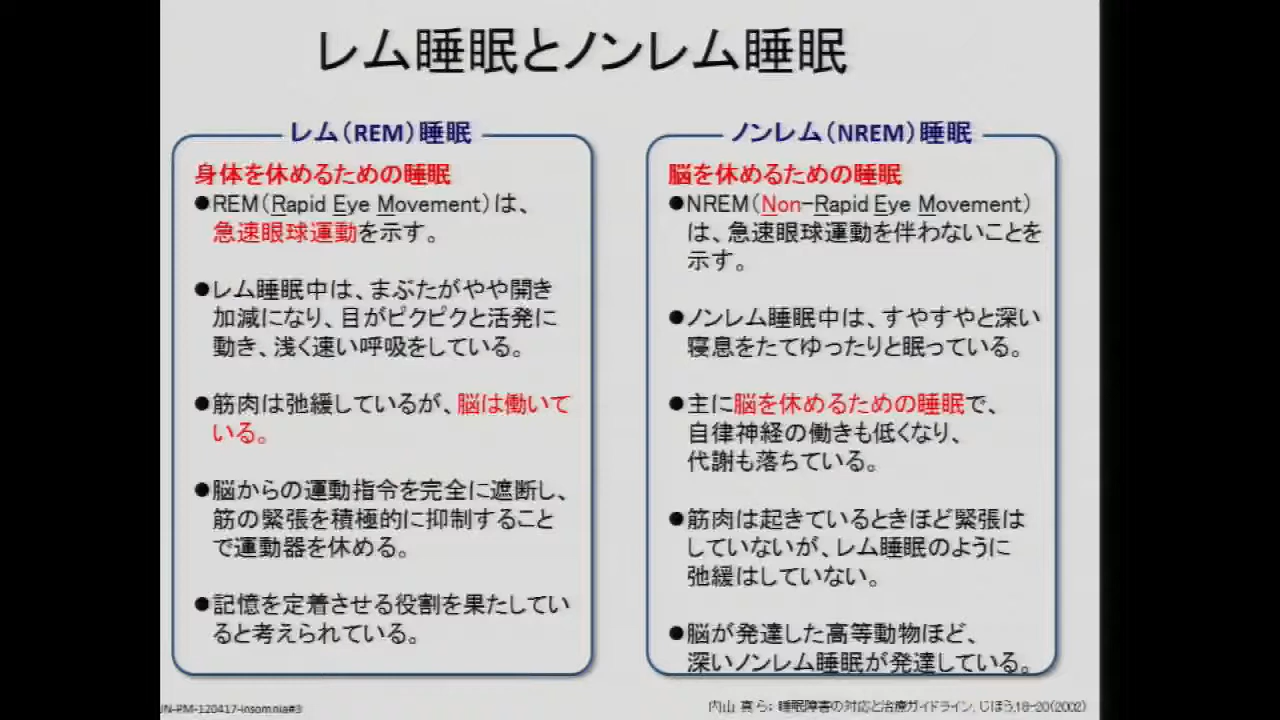 レム睡眠とノンレム睡眠
レム（REM）睡眠
身体を休めるための睡眠
●REM（Rapid Eye Movement）は、
急速眼球運動を示す。
●レム睡眠中は、まぶたがやや開き
加減になり、目がピクピクと活発に
動き、浅く速い呼吸をしている。
●筋肉は弛緩しているが、脳は働いて
いる。
●脳からの運動指令を完全に遮断し、
筋の緊張を積極的に抑制すること
で運動器を休める。
●記憶を定着させる役割を果たしてい
ると考えられている。
ノンレム（NREM）睡眠
脳を休めるための睡眠
●NREM（Non-Rapid Eye Movement）
は、急速眼球運動を伴わないことを
示す。
●ノンレム睡眠中は、すやすやと深い
寝息をたてゆったりと眠っている。
●主に脳を休めるための睡眠で、
自律神経の働きも低くなり、
代謝も落ちている。
●筋肉は起きているときほど緊張は
していないが、レム睡眠のように
弛緩はしていない。
●脳が発達した高等動物ほど、
深いノンレム睡眠が発達している。
IN-PM-120417-insomnia#3
内山 真 ら: 睡眠障害の対応と治療ガイドライン, じほう,18-20(2002)